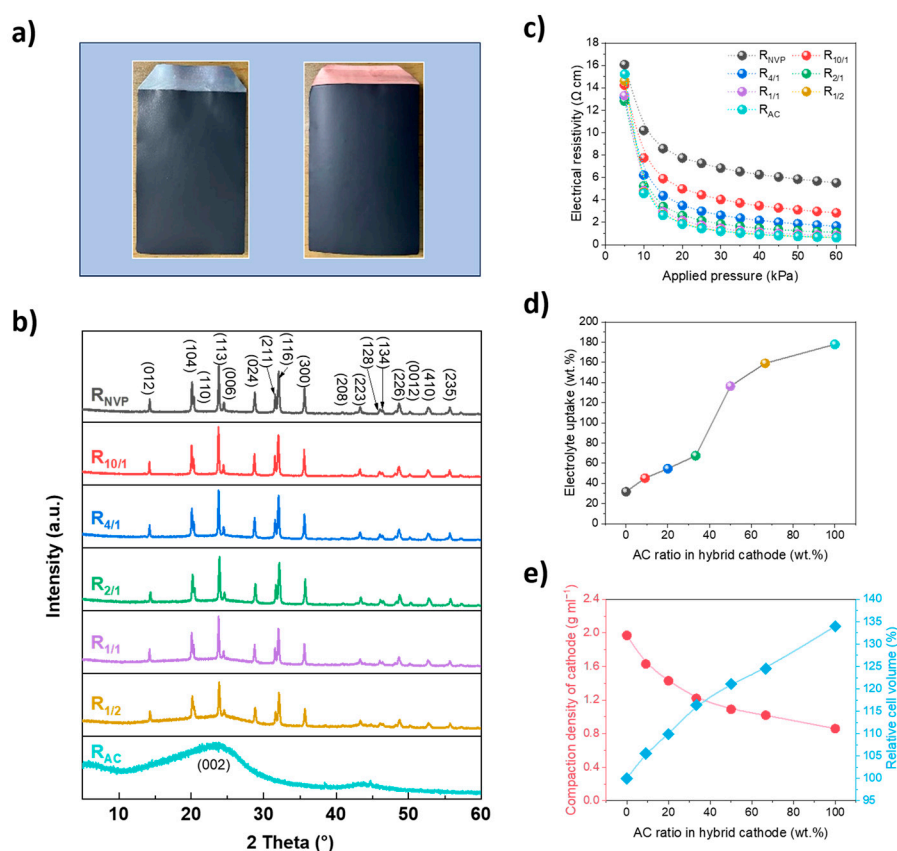 a)
b)
(012)
(104)
(110)
(113)
(006)
(024)
(211)
(116)
(300)
(208)
(223)
(128)
(134)
(226)
(0012)
(410)
(235)
R_NVP
R_10/1
R_4/1
R_2/1
R_1/1
R_1/2
R_AC
(002)
Intensity (a.u.)
10 20 30 40 50 60
2 Theta (°)
c)
Electrical resistivity (Ω cm)
18
16
14
12
10
8
6
4
2
0
R_NVP R_10/1
R_4/1 R_2/1
R_1/1 R_1/2
R_AC
0 10 20 30 40 50 60
Applied pressure (kPa)
d)
Electrolyte uptake (wt.%)
200
180
160
140
120
100
80
60
40
20
0
0 20 40 60 80 100
AC ratio in hybrid cathode (wt.%)
e)
Compaction density of cathode (g ml⁻¹)
2.4
2.0
1.6
1.2
0.8
0.4
0.0
Relative cell volume (%)
140
135
130
125
120
115
110
105
100
95
0 20 40 60 80 100
AC ratio in hybrid cathode (wt.%)